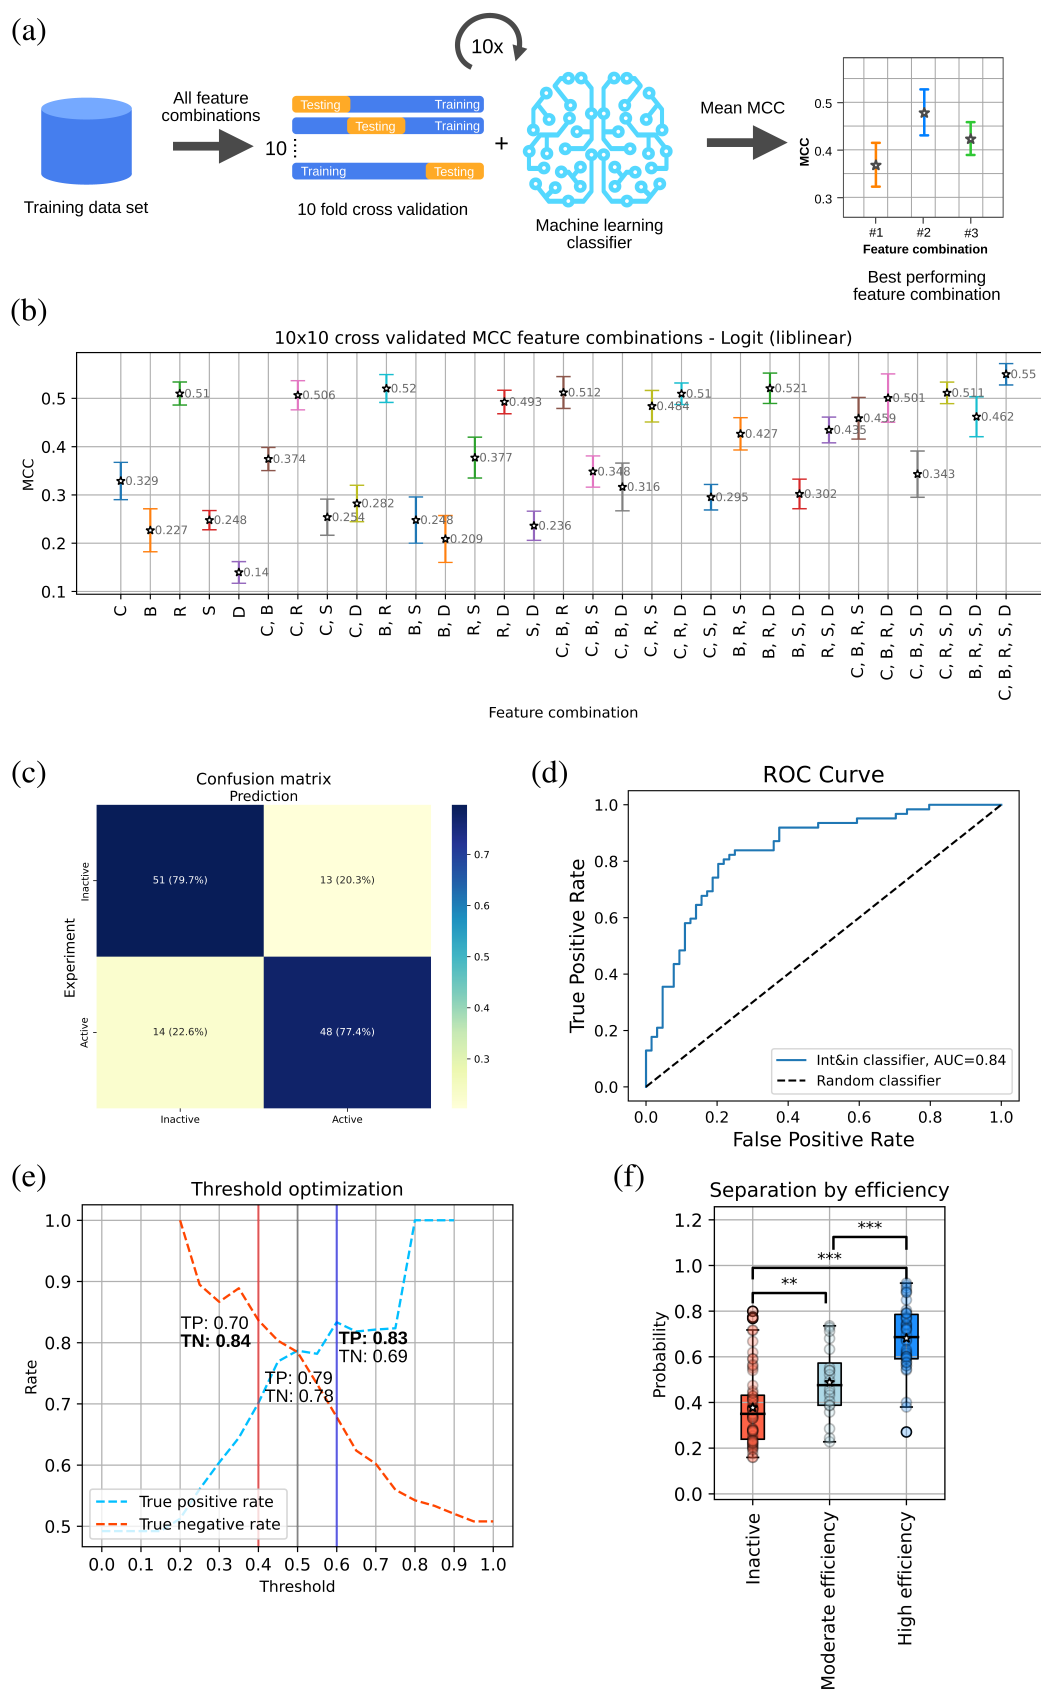 (a)
10x
All feature
combinations
Testing
Training
Testing
Training
10
Training
Testing
+
Training data set
10 fold cross validation
Machine learning
classifier
Mean MCC
0.5
0.4
0.3
MCC
#1
#2
#3
Feature combination
Best performing
feature combination
(b)
10x10 cross validated MCC feature combinations - Logit (liblinear)
MCC
0.5
0.4
0.3
0.2
0.1
0.329
0.227
0.51
0.248
0.14
0.374
0.506
0.254
0.282
0.52
0.248
0.209
0.377
0.493
0.236
0.512
0.348
0.316
0.484
0.51
0.295
0.427
0.521
0.302
0.435
0.459
0.501
0.343
0.511
0.462
0.55
C
B
R
S
D
C, B
C, R
C, S
C, D
B, R
B, S
B, D
R, S
R, D
S, D
C, B, R
C, B, S
C, B, D
C, R, S
C, R, D
C, S, D
B, R, S
B, R, D
B, S, D
R, S, D
C, B, R, S
C, B, R, D
C, B, S, D
C, R, S, D
B, R, S, D
C, B, R, S, D
Feature combination
(c)
Confusion matrix
Prediction
Experiment
Inactive
Active
51 (79.7%)
13 (20.3%)
14 (22.6%)
48 (77.4%)
Inactive
Active
0.7
0.6
0.5
0.4
0.3
(d)
ROC Curve
True Positive Rate
1.0
0.8
0.6
0.4
0.2
0.0
Int&in classifier, AUC=0.84
Random classifier
0.0 0.2 0.4 0.6 0.8 1.0
False Positive Rate
(e)
Threshold optimization
Rate
1.0
0.9
0.8
0.7
0.6
0.5
TP: 0.70
TN: 0.84
TP: 0.79
TN: 0.78
TP: 0.83
TN: 0.69
True positive rate
True negative rate
0.0 0.1 0.2 0.3 0.4 0.5 0.6 0.7 0.8 0.9 1.0
Threshold
(f)
Separation by efficiency
Probability
1.2
1.0
0.8
0.6
0.4
0.2
0.0
***
***
**
Inactive
Moderate efficiency
High efficiency